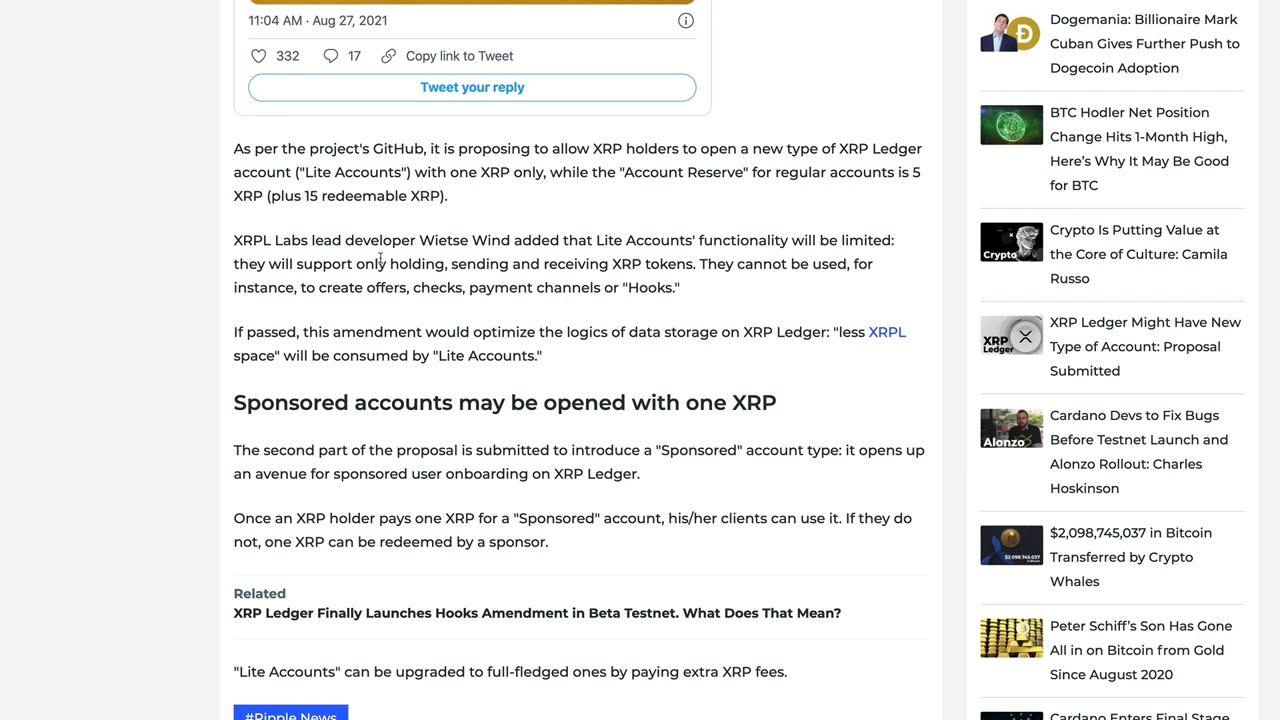 11:04 AM · Aug 27, 2021
332 17 Copy link to Tweet
Tweet your reply
As per the project's GitHub, it is proposing to allow XRP holders to open a new type of XRP Ledger
account ("Lite Accounts") with one XRP only, while the "Account Reserve" for regular accounts is 5
XRP (plus 15 redeemable XRP).
XRPL Labs lead developer Wietse Wind added that Lite Accounts' functionality will be limited:
they will support only holding, sending and receiving XRP tokens. They cannot be used, for
instance, to create offers, checks, payment channels or "Hooks."
If passed, this amendment would optimize the logics of data storage on XRP Ledger: "less XRPL
space" will be consumed by "Lite Accounts."
Sponsored accounts may be opened with one XRP
The second part of the proposal is submitted to introduce a "Sponsored" account type: it opens up
an avenue for sponsored user onboarding on XRP Ledger.
Once an XRP holder pays one XRP for a "Sponsored" account, his/her clients can use it. If they do
not, one XRP can be redeemed by a sponsor.
Related
XRP Ledger Finally Launches Hooks Amendment in Beta Testnet. What Does That Mean?
"Lite Accounts" can be upgraded to full-fledged ones by paying extra XRP fees.
#Ripple News
Dogemania: Billionaire Mark
Cuban Gives Further Push to
Dogecoin Adoption
BTC Hodler Net Position
Change Hits 1-Month High,
Here's Why It May Be Good
for BTC
Crypto
Crypto Is Putting Value at
the Core of Culture: Camila
Russo
XRP
Ledger
XRP Ledger Might Have New
Type of Account: Proposal
Submitted
Alonzo
Cardano Devs to Fix Bugs
Before Testnet Launch and
Alonzo Rollout: Charles
Hoskinson
$2,098,745,037
$2,098,745,037 in Bitcoin
Transferred by Crypto
Whales
Peter Schiff's Son Has Gone
All in on Bitcoin from Gold
Since August 2020
Cardano Enters Final Stage